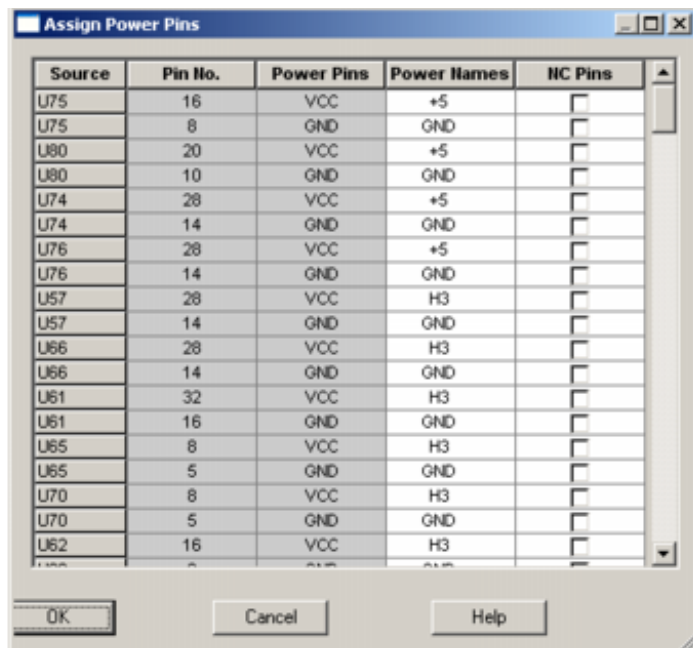 Assign Power Pins
Source Pin No. Power Pins Power Names NC Pins
U75 16 VCC +5
U75 8 GND GND
U80 20 VCC +5
U80 10 GND GND
U74 28 VCC +5
U74 14 GND GND
U76 28 VCC +5
U76 14 GND GND
U57 28 VCC H3
U57 14 GND GND
U66 28 VCC H3
U66 14 GND GND
U61 32 VCC H3
U61 16 GND GND
U65 8 VCC H3
U65 5 GND GND
U70 8 VCC H3
U70 5 GND GND
U62 16 VCC H3
OK Cancel Help